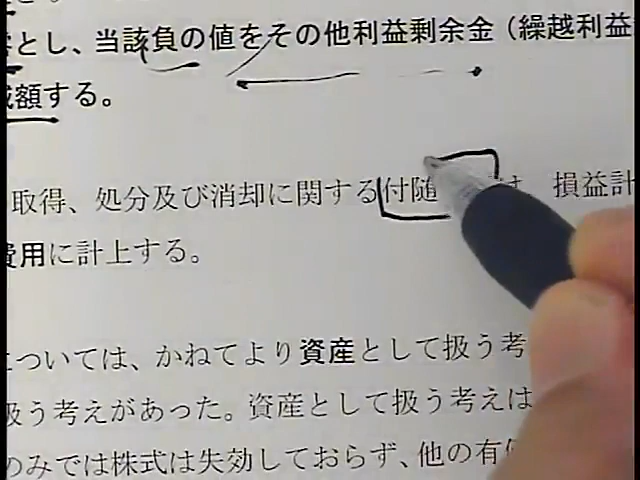 とし、当該負の値をその他利益剰余金（繰越利益
減額する。
取得、処分及び消却に関する付随 は、損益計
費用に計上する。
については、かねてより資産として扱う考
扱う考えがあった。資産として扱う考えは
のみでは株式は失効しておらず、他の有